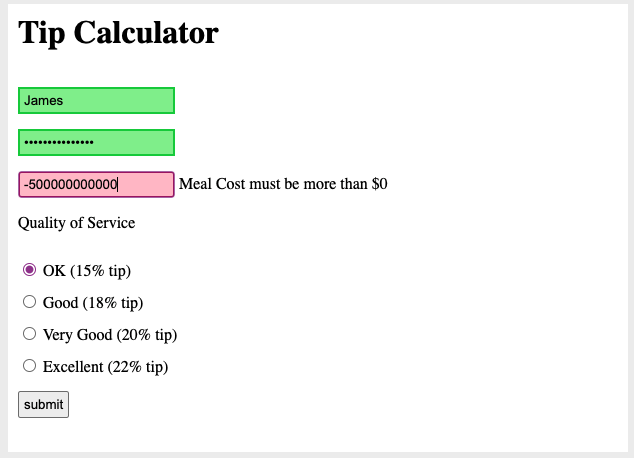 Tip Calculator
James
•••••••••••••••
-500000000000 Meal Cost must be more than $0
Quality of Service
OK (15% tip)
Good (18% tip)
Very Good (20% tip)
Excellent (22% tip)
submit